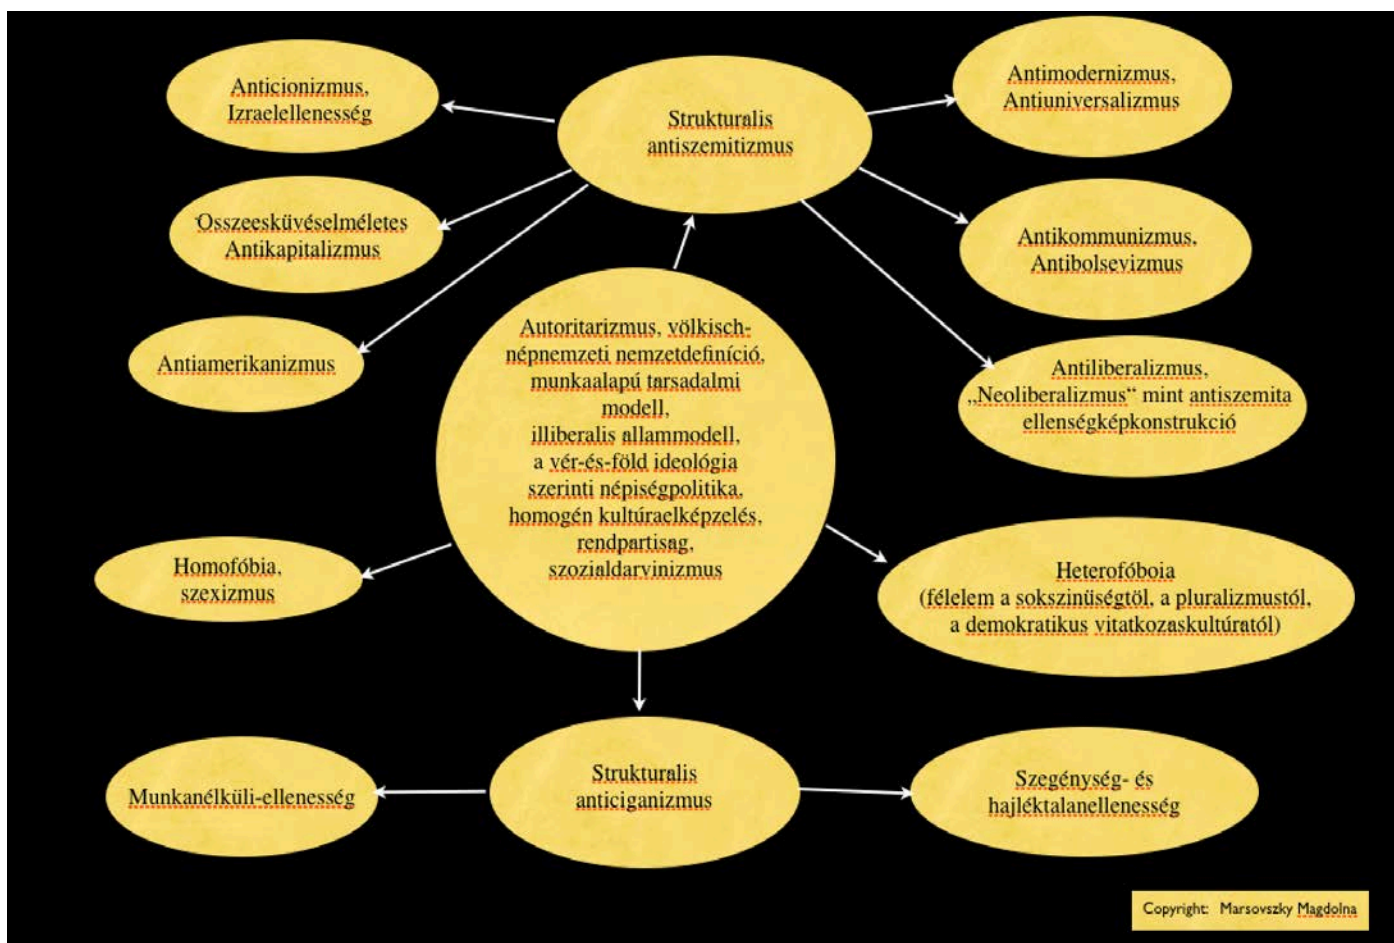 Anticionizmus,
Izraelellenesség
Strukturalis
antiszemitizmus
Antimodernizmus,
Antiuniversalizmus
Osszeesküvéselméletes
Antikapitalizmus
Antikommunizmus,
Antibolsevizmus
Antiamerikanizmus
Autoritarizmus, völkisch-
népnemzeti nemzetdefiníció,
munkaalapú tarsadalmi
modell,
illiberalis allammodell,
a vér-és-föld ideológia
szerinti népiségpolitika,
homogén kultúraelképzelés,
rendpartisag,
szozialdarvinizmus
Antiliberalizmus,
„Neoliberalizmus“ mint antiszemita
ellenségképkonstrukció
Homofóbia,
szexizmus
Heterofóboia
(félelem a sokszinüségtöl, a pluralizmustól,
a demokratikus vitatkozaskultúratól)
Munkanélküli-ellenesség
Strukturalis
anticiganizmus
Szegénység- és
hajléktalanellenesség
Copyright: Marsovszky Magdolna